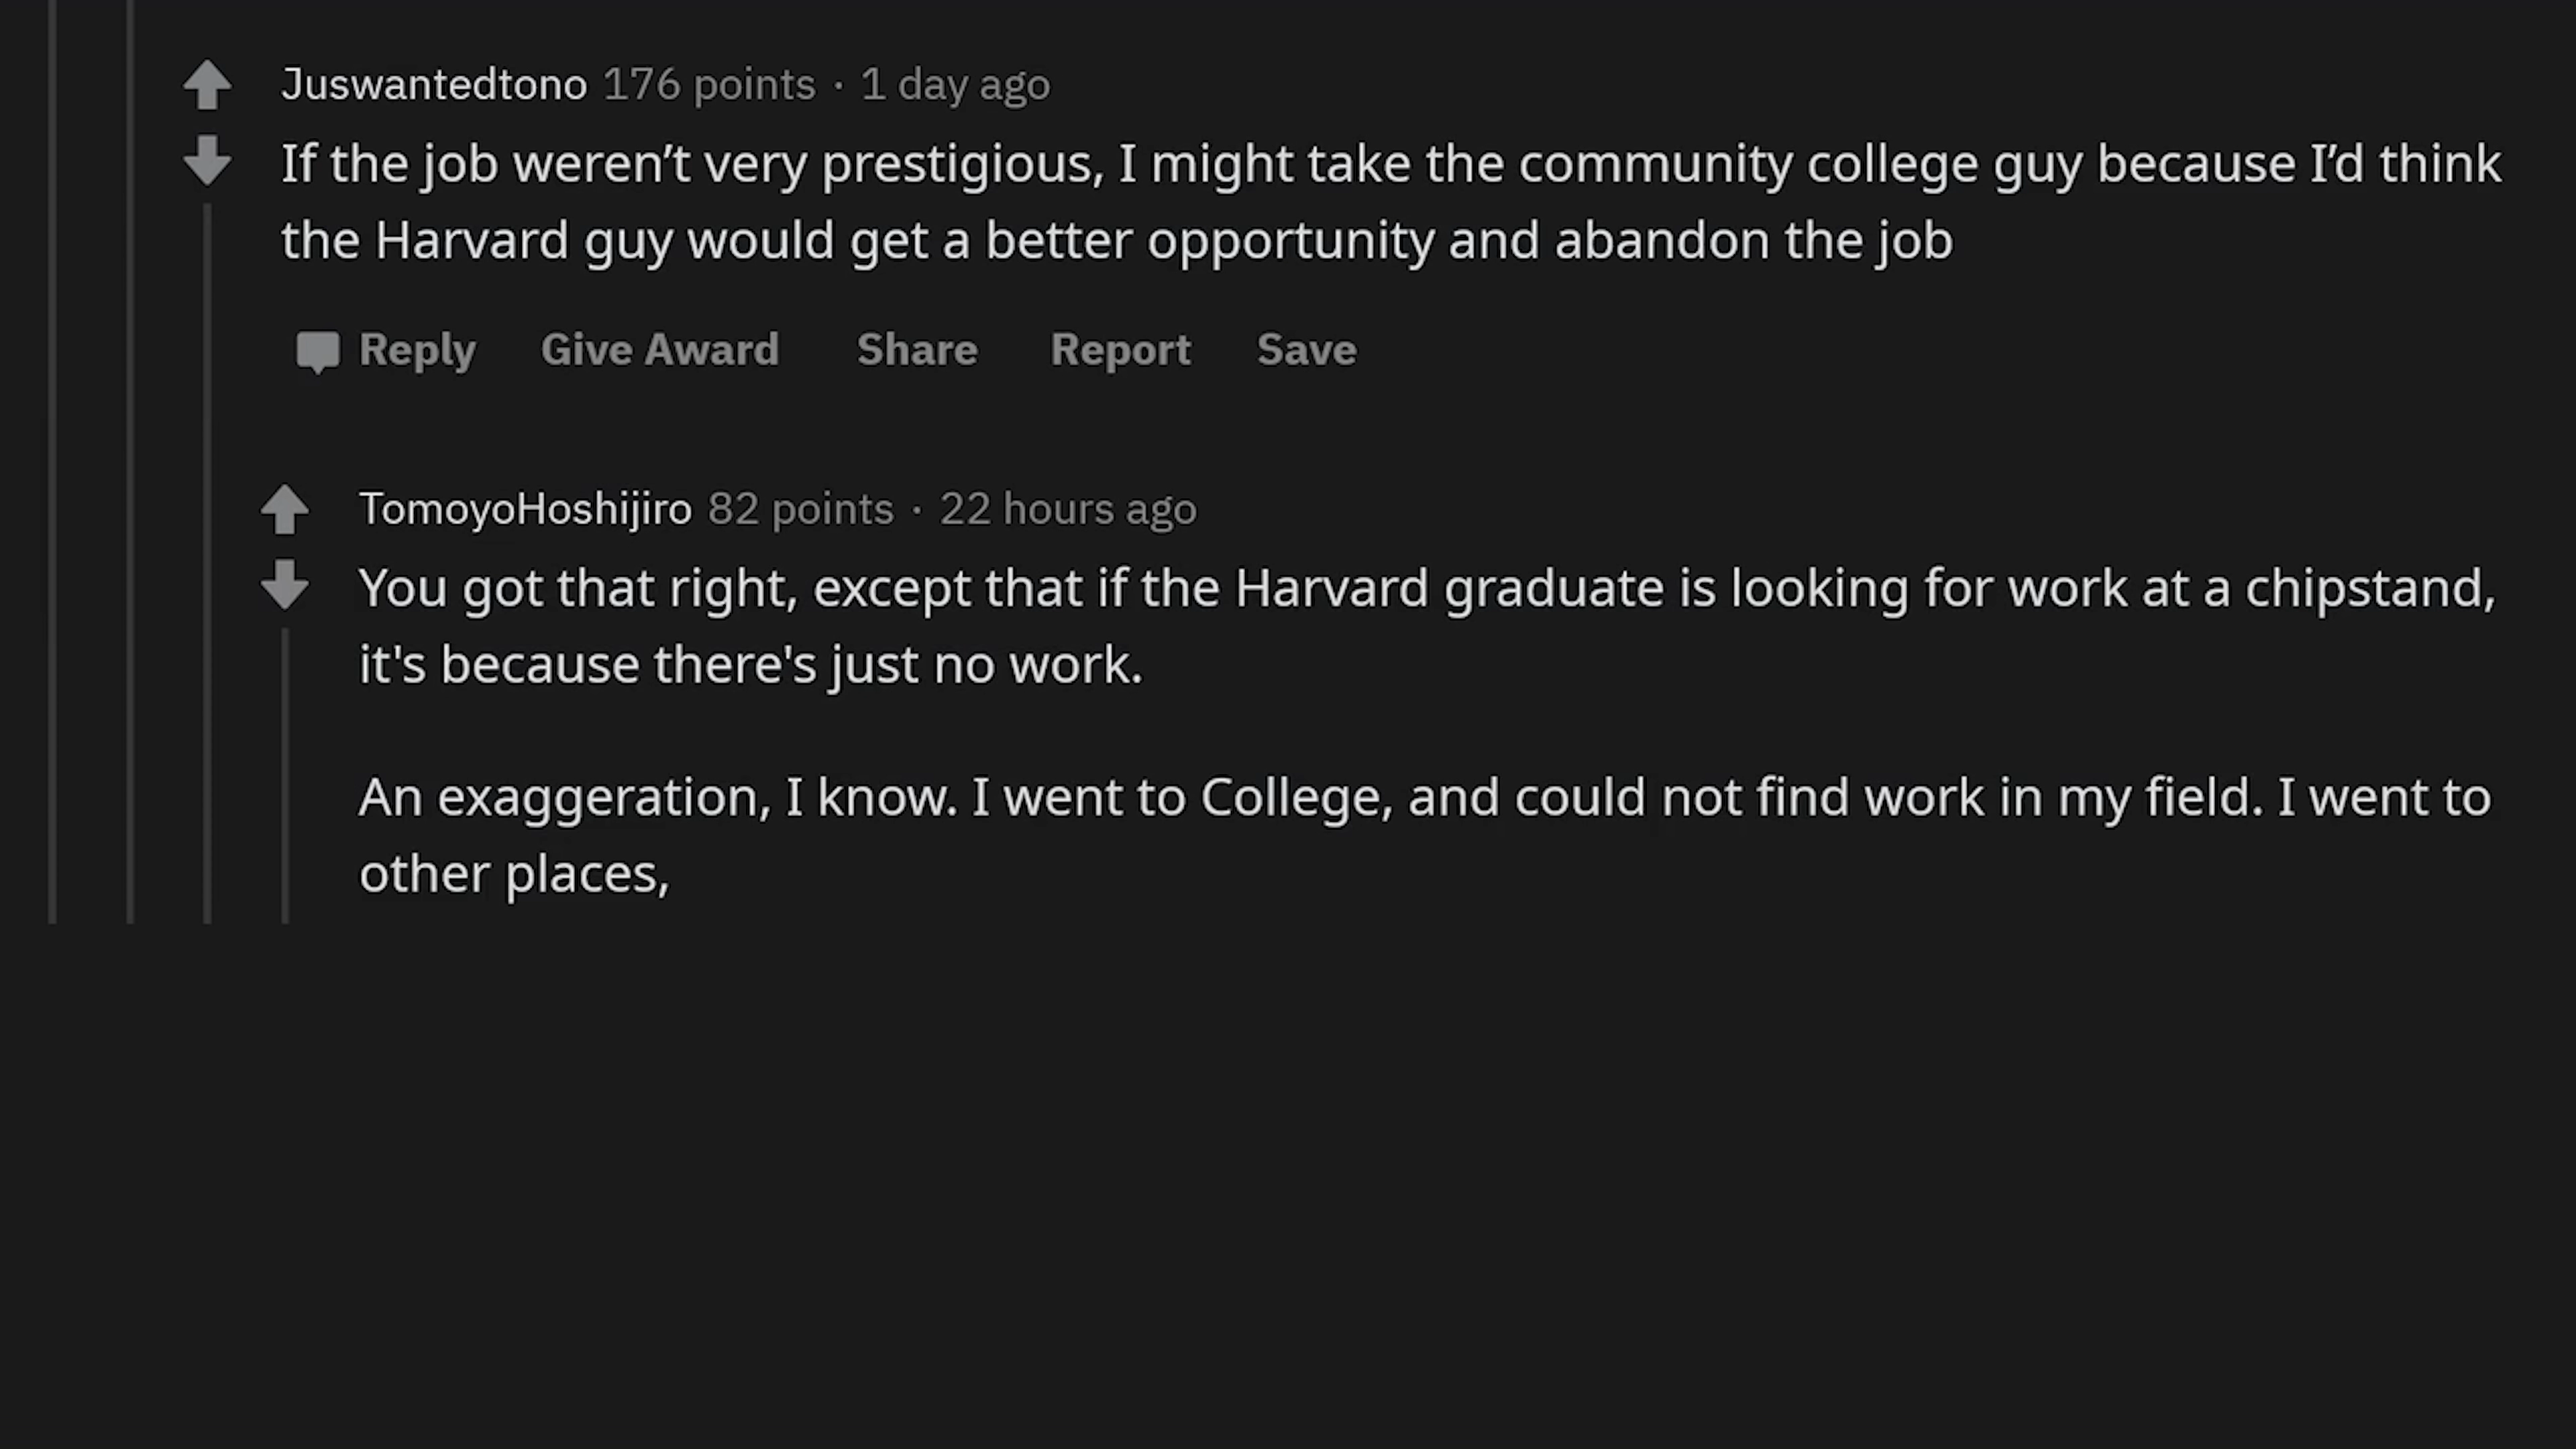 Juswantedtono 176 points · 1 day ago
If the job weren’t very prestigious, I might take the community college guy because I’d think
the Harvard guy would get a better opportunity and abandon the job
Reply Give Award Share Report Save
TomoyoHoshijiro 82 points · 22 hours ago
You got that right, except that if the Harvard graduate is looking for work at a chipstand,
it's because there's just no work.
An exaggeration, I know. I went to College, and could not find work in my field. I went to
other places,